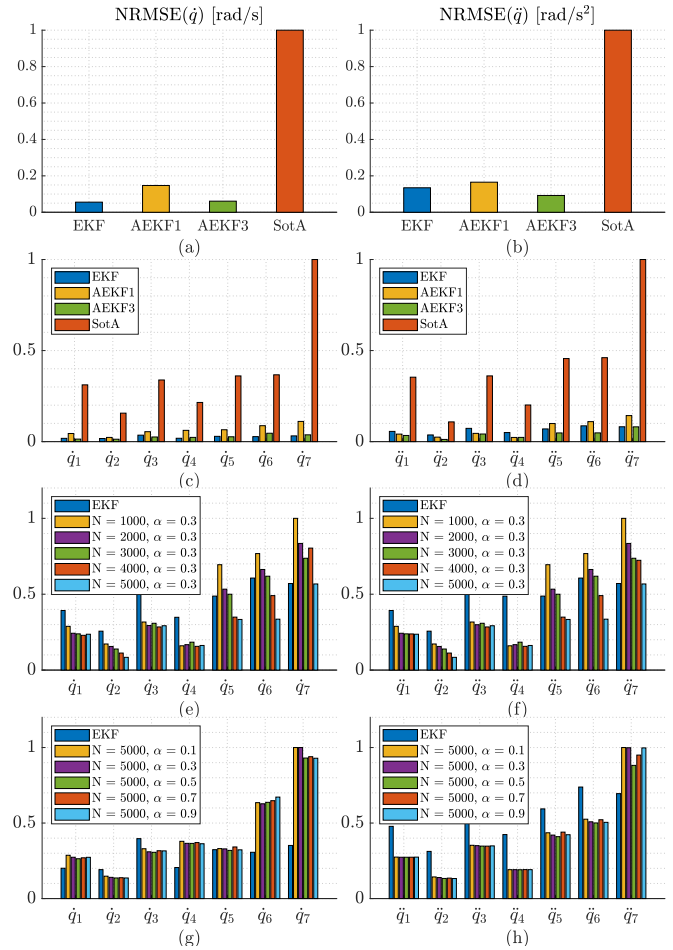 NRMSE(q̇) [rad/s] NRMSE(q̈) [rad/s²]
1 1
0.8 0.8
0.6 0.6
0.4 0.4
0.2 0.2
0 0
EKF AEKF1 AEKF3 SotA EKF AEKF1 AEKF3 SotA
(a) (b)
1 1
EKF EKF
AEKF1 AEKF1
AEKF3 AEKF3
SotA SotA
0.5 0.5
0 0
q̇₁ q̇₂ q̇₃ q̇₄ q̇₅ q̇₆ q̇₇ q̈₁ q̈₂ q̈₃ q̈₄ q̈₅ q̈₆ q̈₇
(c) (d)
EKF EKF
1 N = 1000, α = 0.3 1 N = 1000, α = 0.3
N = 2000, α = 0.3 N = 2000, α = 0.3
N = 3000, α = 0.3 N = 3000, α = 0.3
N = 4000, α = 0.3 N = 4000, α = 0.3
0.5 N = 5000, α = 0.3 0.5 N = 5000, α = 0.3
0 0
q̇₁ q̇₂ q̇₃ q̇₄ q̇₅ q̇₆ q̇₇ q̈₁ q̈₂ q̈₃ q̈₄ q̈₅ q̈₆ q̈₇
(e) (f)
EKF EKF
1 N = 5000, α = 0.1 1 N = 5000, α = 0.1
N = 5000, α = 0.3 N = 5000, α = 0.3
N = 5000, α = 0.5 N = 5000, α = 0.5
N = 5000, α = 0.7 N = 5000, α = 0.7
0.5 N = 5000, α = 0.9 0.5 N = 5000, α = 0.9
0 0
q̇₁ q̇₂ q̇₃ q̇₄ q̇₅ q̇₆ q̇₇ q̈₁ q̈₂ q̈₃ q̈₄ q̈₅ q̈₆ q̈₇
(g) (h)